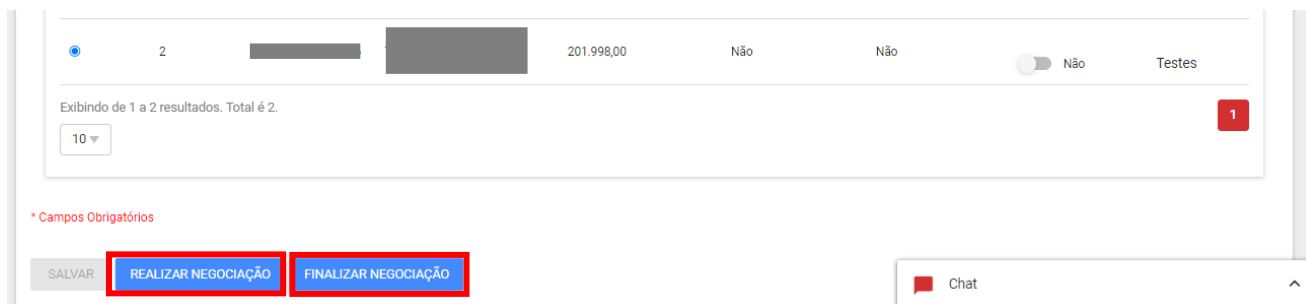 2 201.998,00 Não Não Não Testes
Exibindo de 1 a 2 resultados. Total é 2.
1
10
* Campos Obrigatórios
SALVAR REALIZAR NEGOCIAÇÃO FINALIZAR NEGOCIAÇÃO
Chat